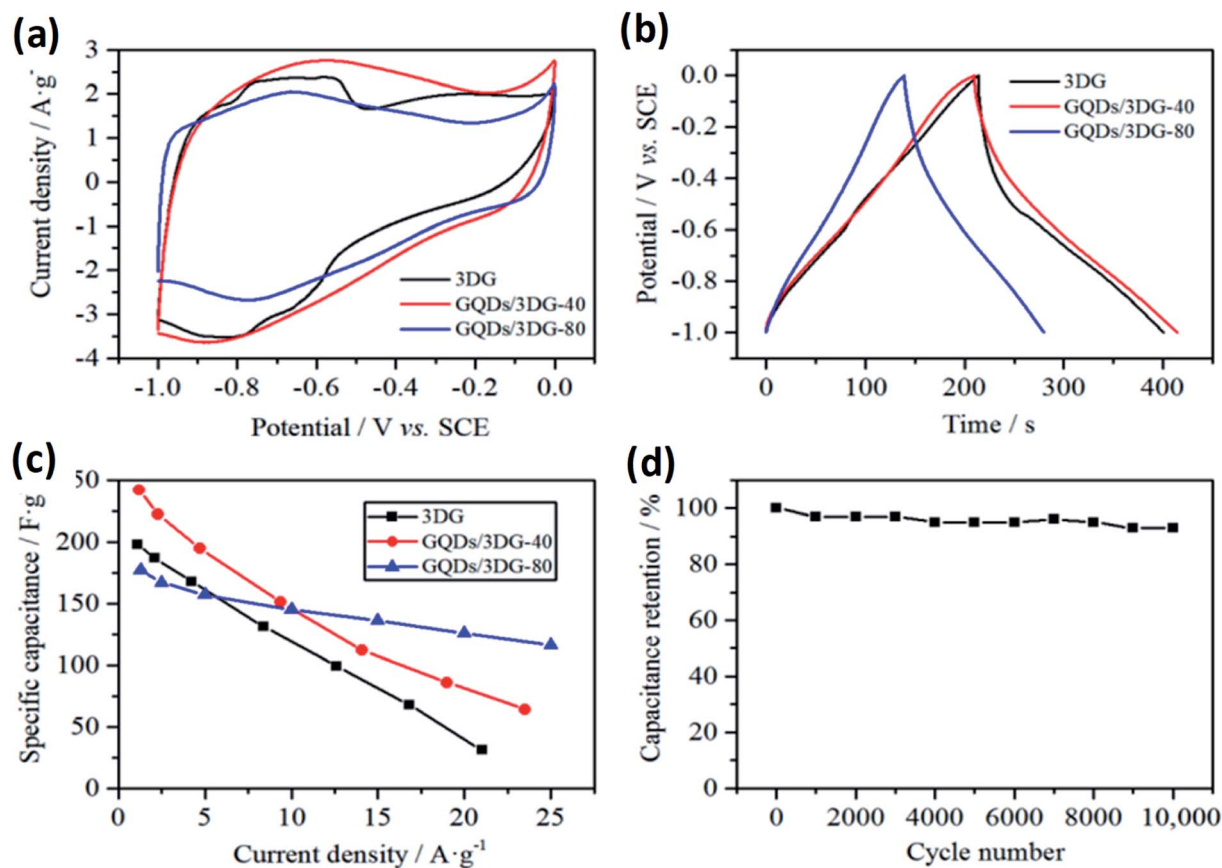 (a)
3
2
1
0
-1
-2
-3
-4
Current density / A·g⁻
3DG
GQDs/3DG-40
GQDs/3DG-80
-1.0 -0.8 -0.6 -0.4 -0.2 0.0
Potential / V vs. SCE
(b)
0.0
-0.2
-0.4
-0.6
-0.8
-1.0
Potential / V vs. SCE
3DG
GQDs/3DG-40
GQDs/3DG-80
0 100 200 300 400
Time / s
(c)
50
200
150
100
50
0
Specific capacitance / F·g
3DG
GQDs/3DG-40
GQDs/3DG-80
0 5 10 15 20 25
Current density / A·g⁻¹
(d)
100
80
60
40
20
0
Capacitance retention / %
0 2000 4000 6000 8000 10,000
Cycle number